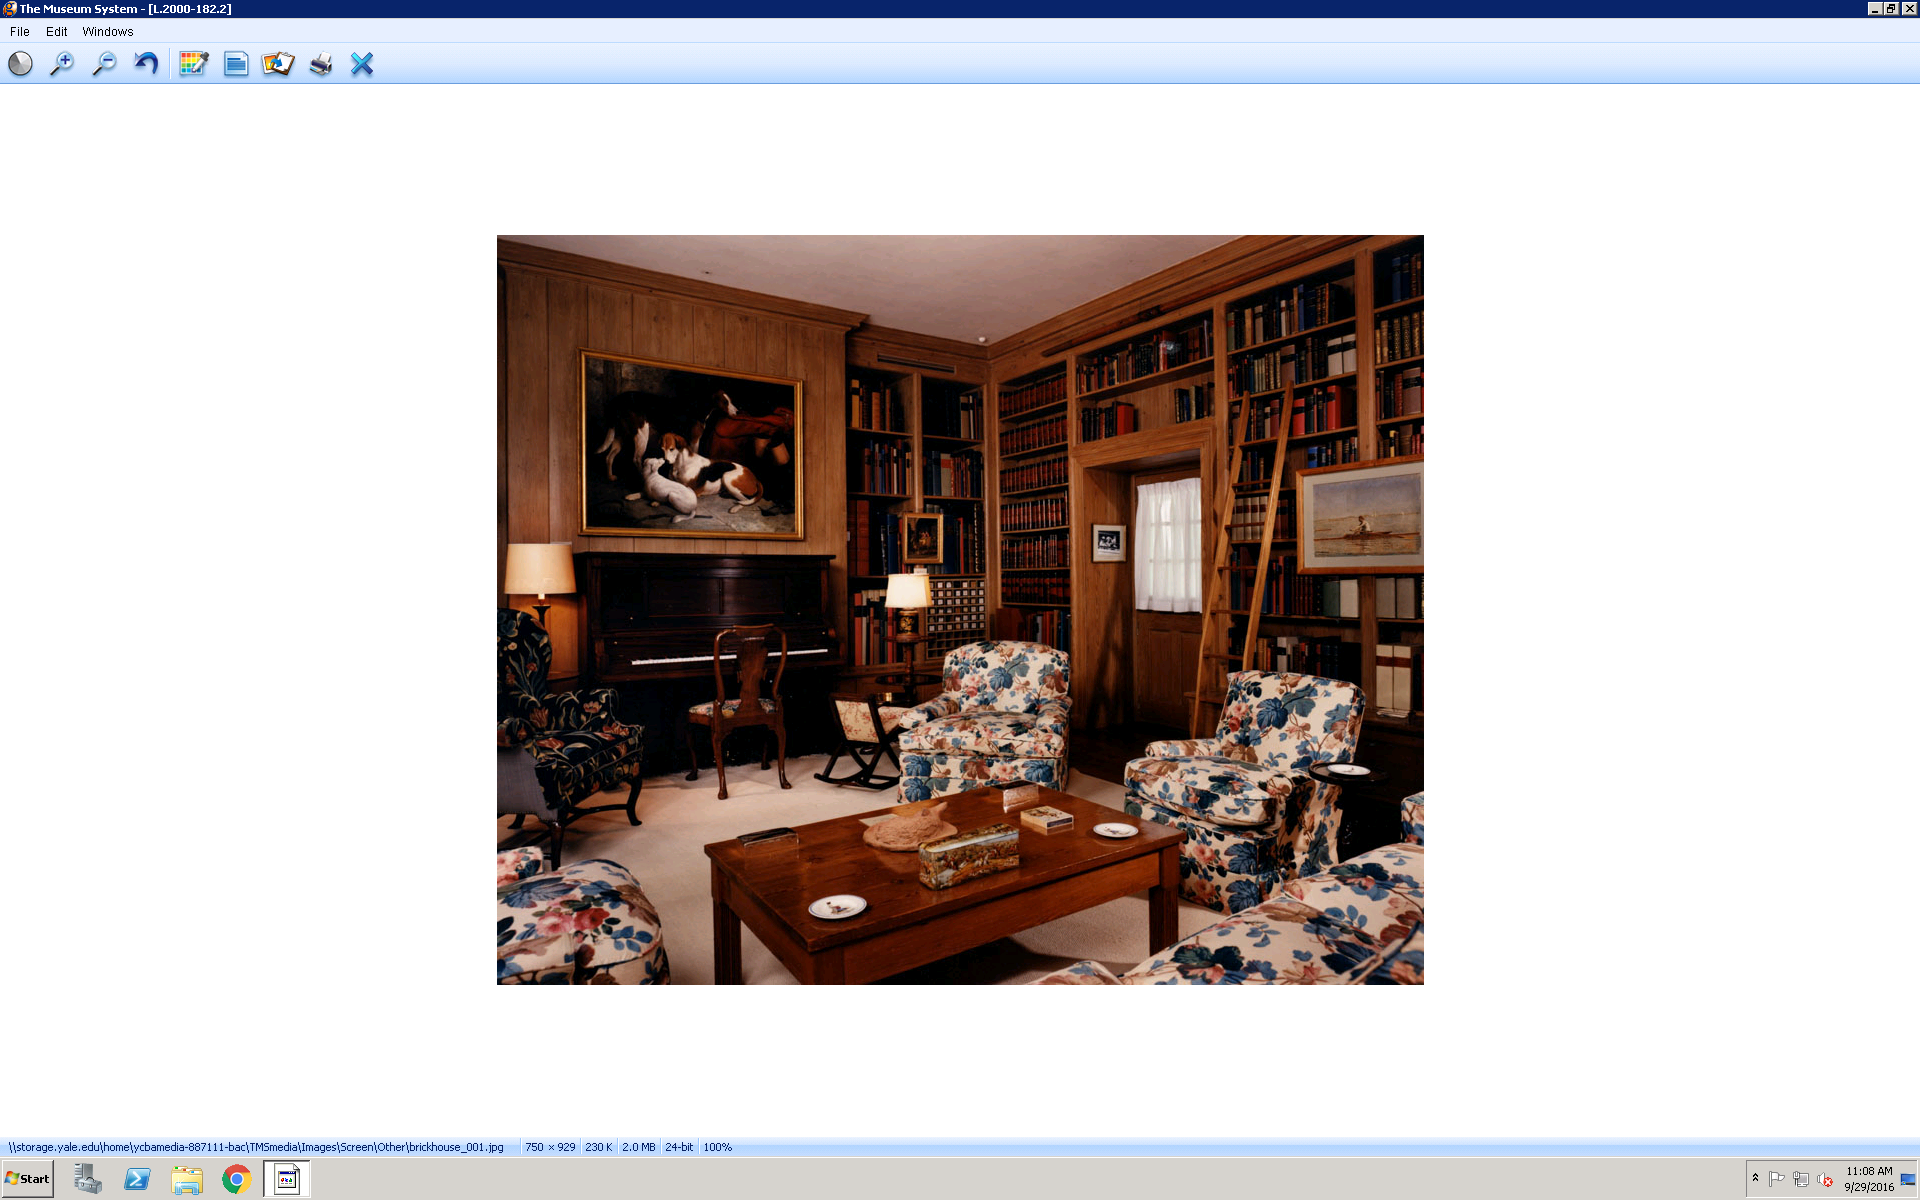 The Museum System - [L.2000-182.2]
File Edit Windows
\\storage.yale.edu\home\ycbamedia-887111-bac\TMSmedia\Images\Screen\Other\brickhouse_001.jpg 750 × 929 230 K 2.0 MB 24-bit 100%
Start
11:08 AM
9/29/2016